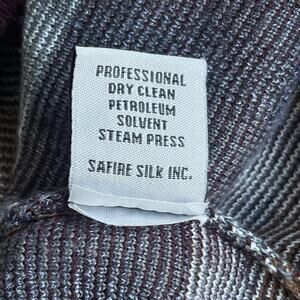 PROFESSIONAL
DRY CLEAN
PETROLEUM
SOLVENT
STEAM PRESS
SAFIRE SILK INC.